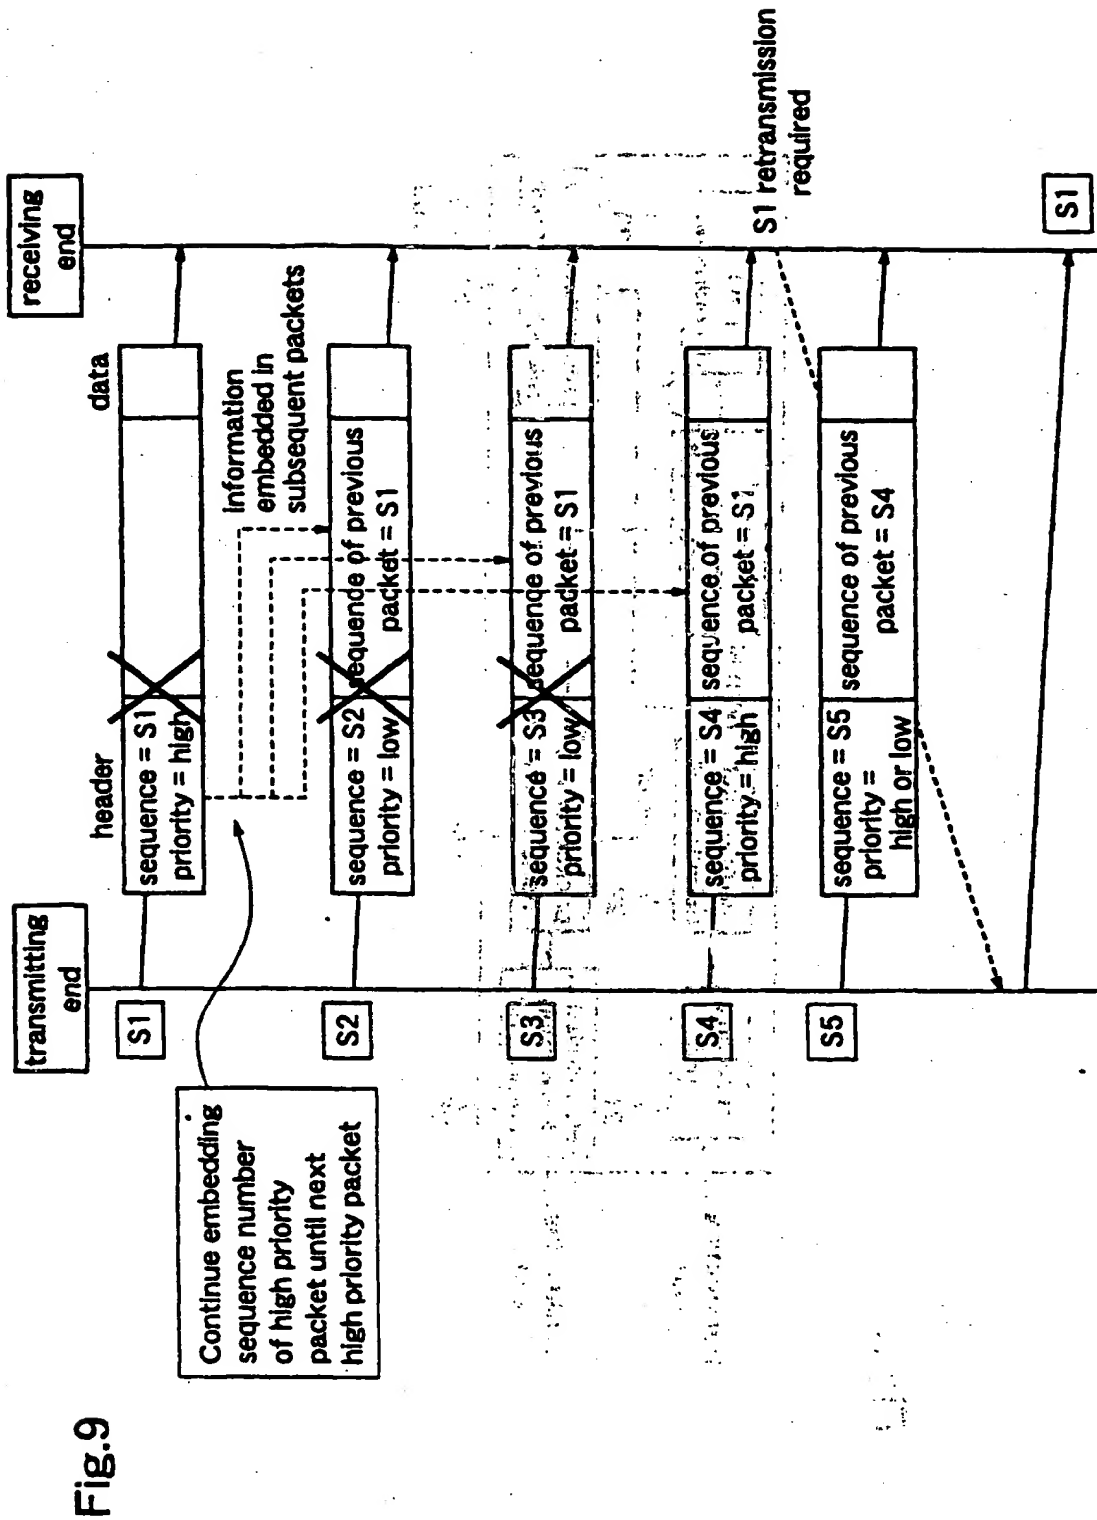 Fig.9
transmitting
end
receiving
end
header
data
S1
sequence = S1
priority = high
Information
embedded in
subsequent packets
Continue embedding
sequence number
of high priority
packet until next
high priority packet
S2
sequence = S2
priority = low
sequence of previous
packet = S1
S3
sequence = S3
priority = low
sequence of previous
packet = S1
S4
sequence = S4
priority = high
sequence of previous
packet = S1
S1 retransmission
required
S5
sequence = S5
priority =
high or low
sequence of previous
packet = S4
S1